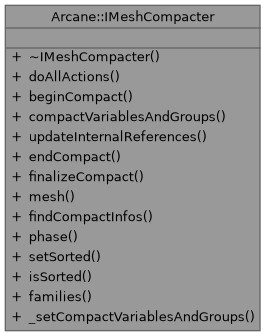 Arcane::IMeshCompacter
+ ~IMeshCompacter()
+ doAllActions()
+ beginCompact()
+ compactVariablesAndGroups()
+ updateInternalReferences()
+ endCompact()
+ finalizeCompact()
+ mesh()
+ findCompactInfos()
+ phase()
+ setSorted()
+ isSorted()
+ families()
+ _setCompactVariablesAndGroups()